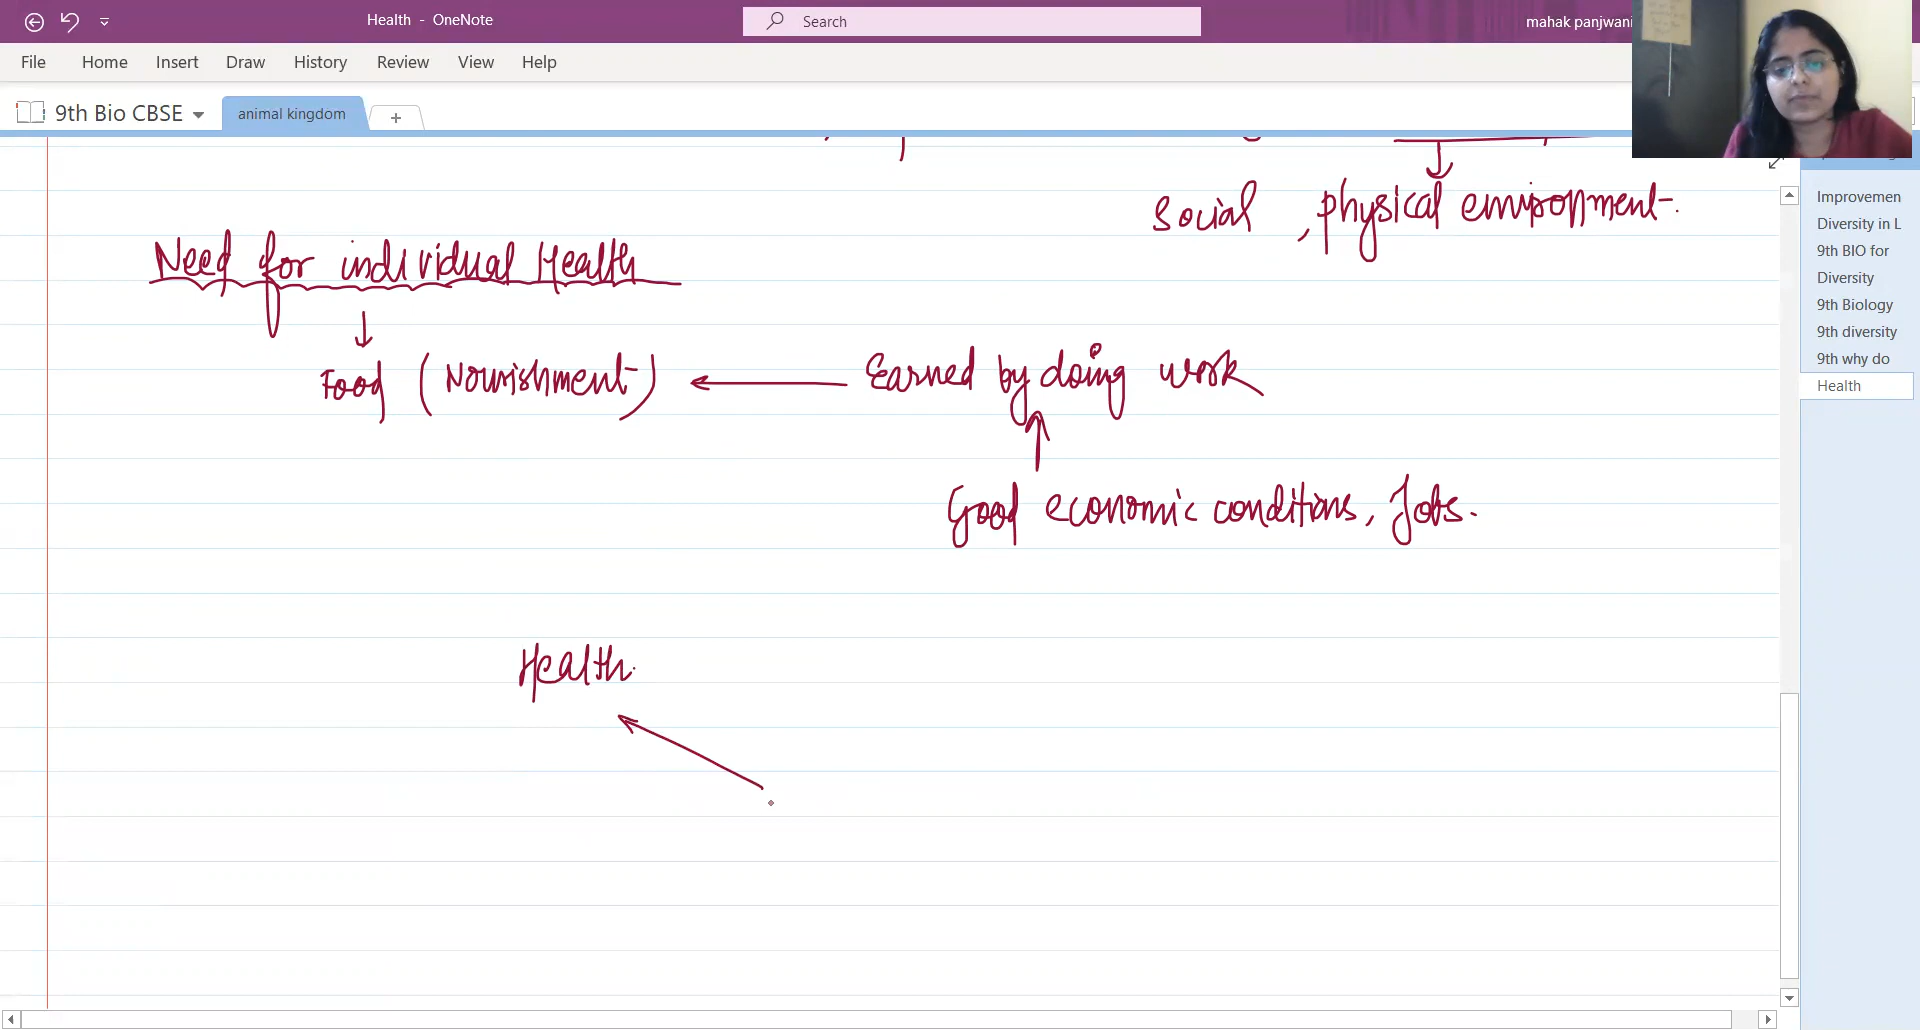 Health - OneNote
Search
mahak panjwani
File Home Insert Draw History Review View Help
9th Bio CBSE
animal kingdom
+
Social , physical environment.
Need for individual Health
Food (Nourishment)
Earned by doing work
Good economic conditions, Jobs.
Health
Improvemen
Diversity in L
9th BIO for
Diversity
9th Biology
9th diversity
9th why do
Health